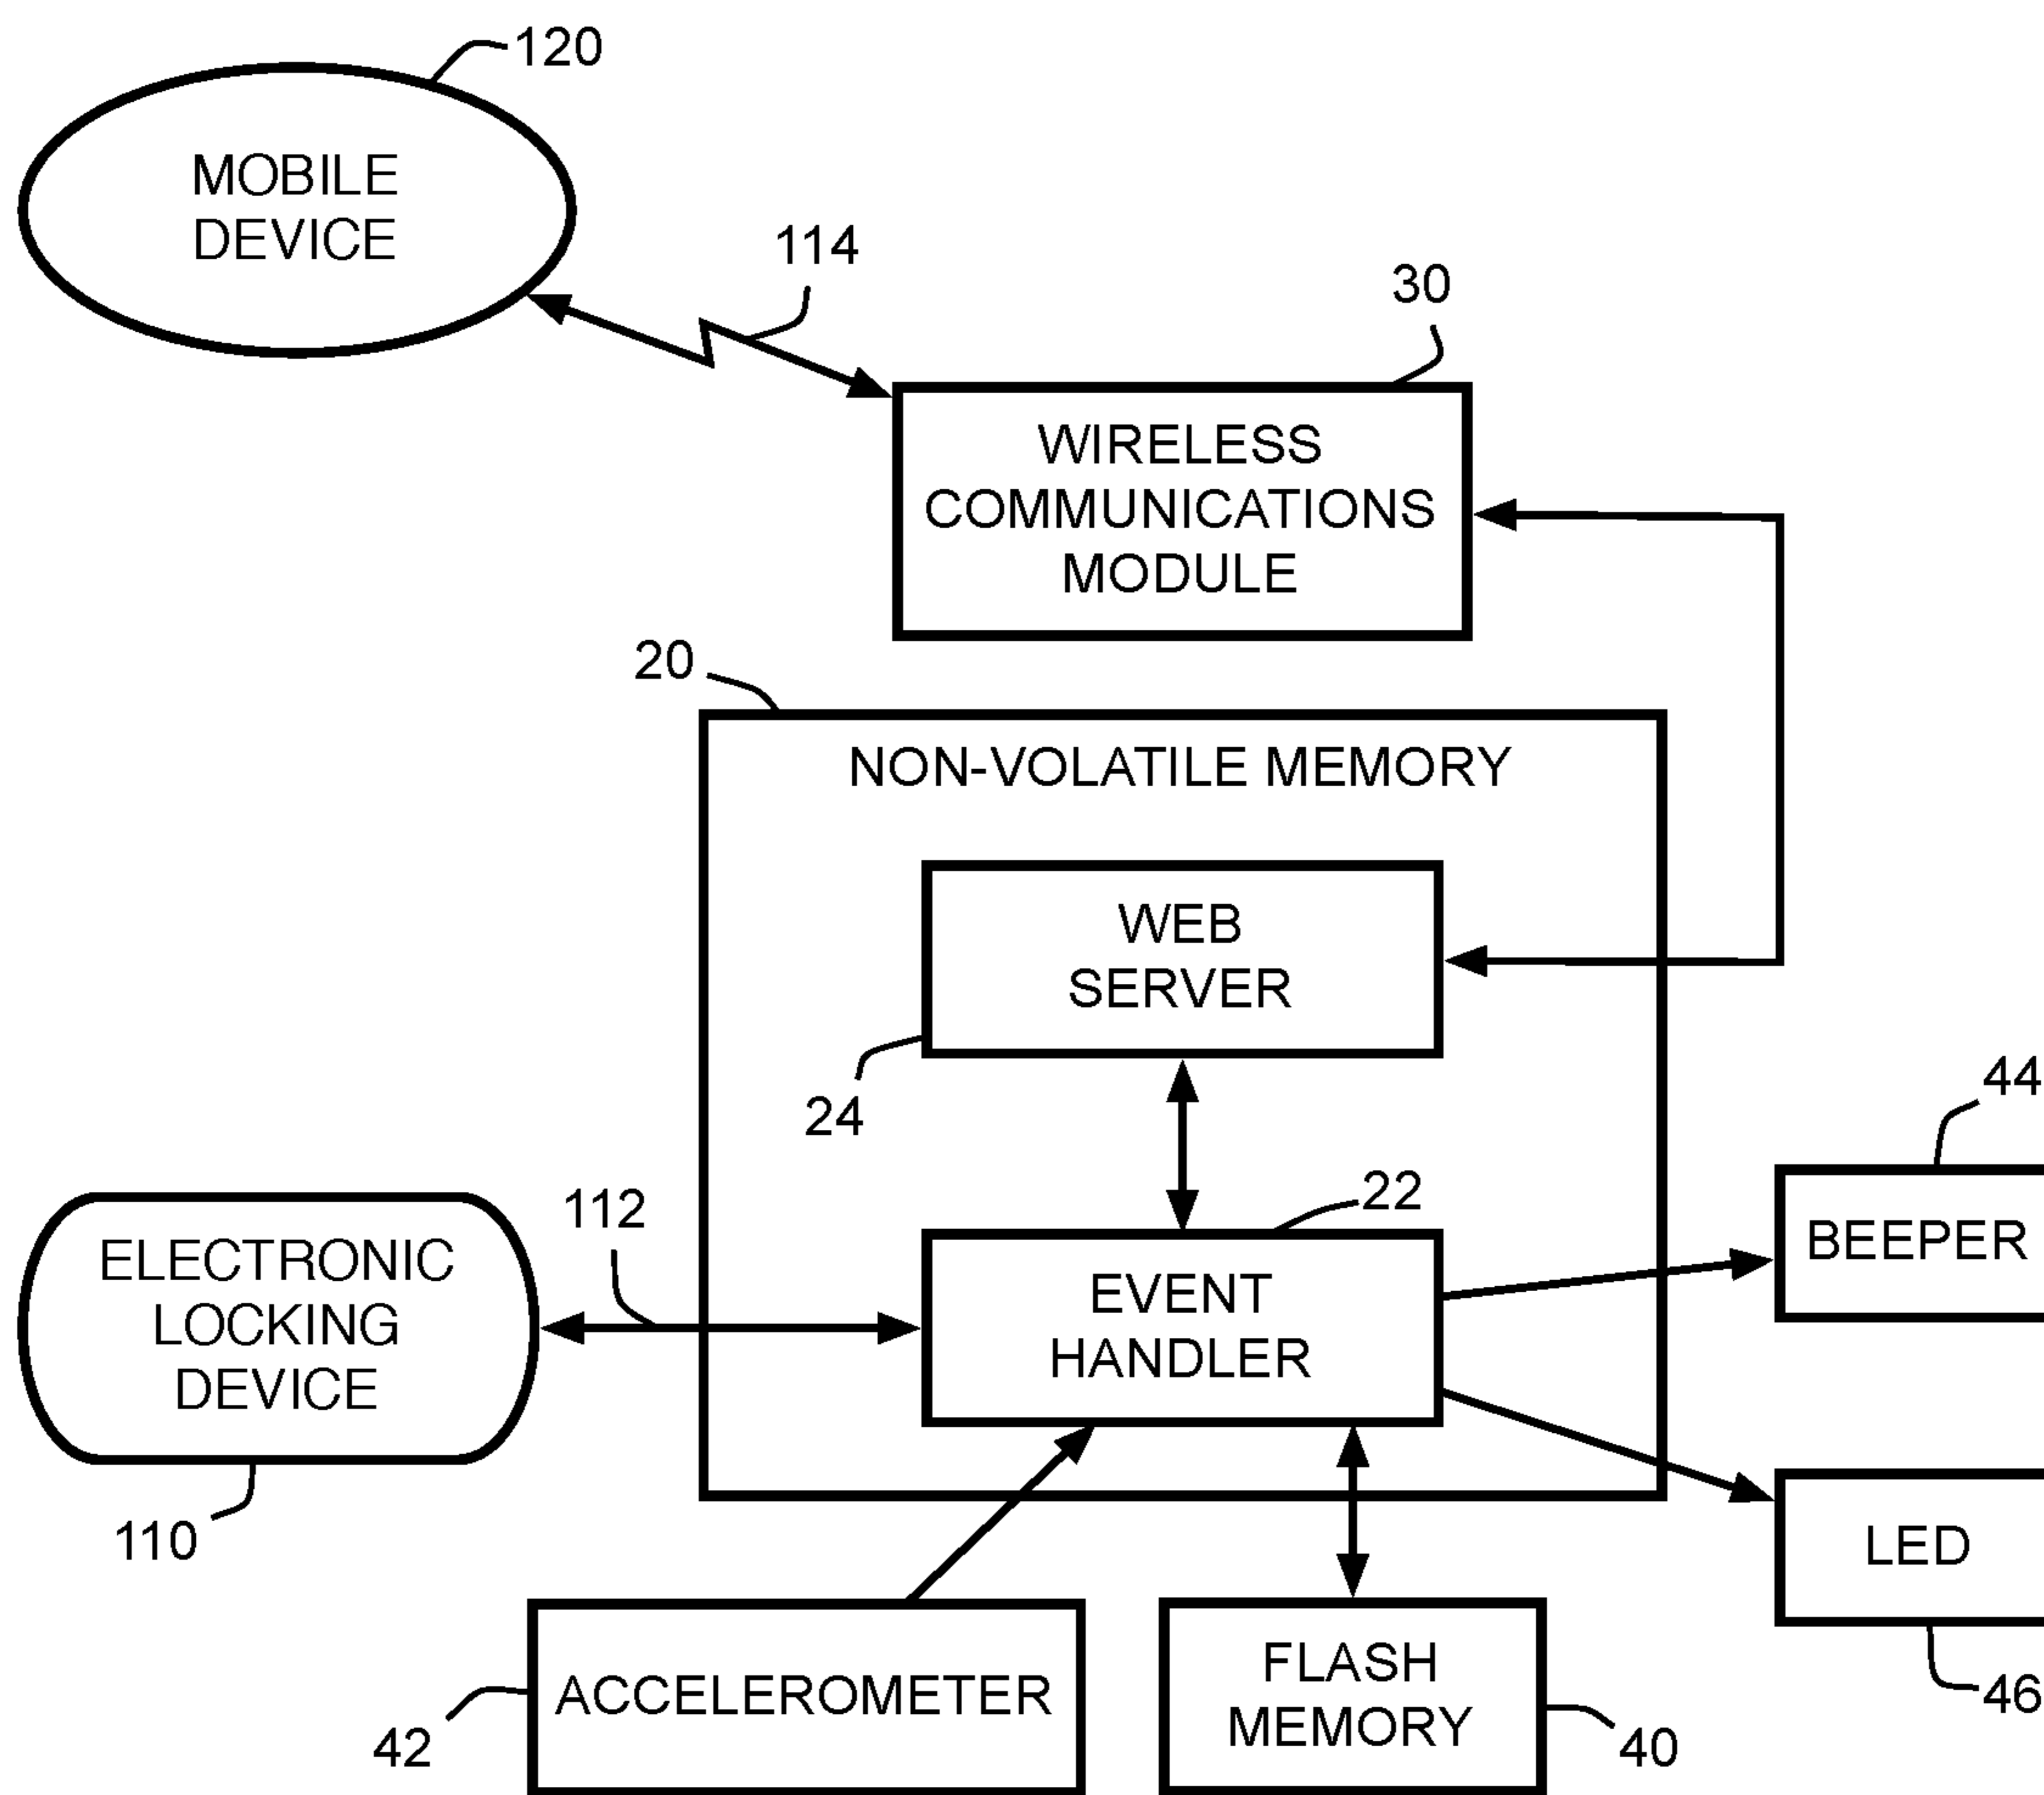 120
MOBILE
DEVICE
114
30
WIRELESS
COMMUNICATIONS
MODULE
20
NON-VOLATILE MEMORY
WEB
SERVER
24
44
22
112
BEEPER
ELECTRONIC
LOCKING
DEVICE
EVENT
HANDLER
110
LED
46
ACCELEROMETER
42
FLASH
MEMORY
40